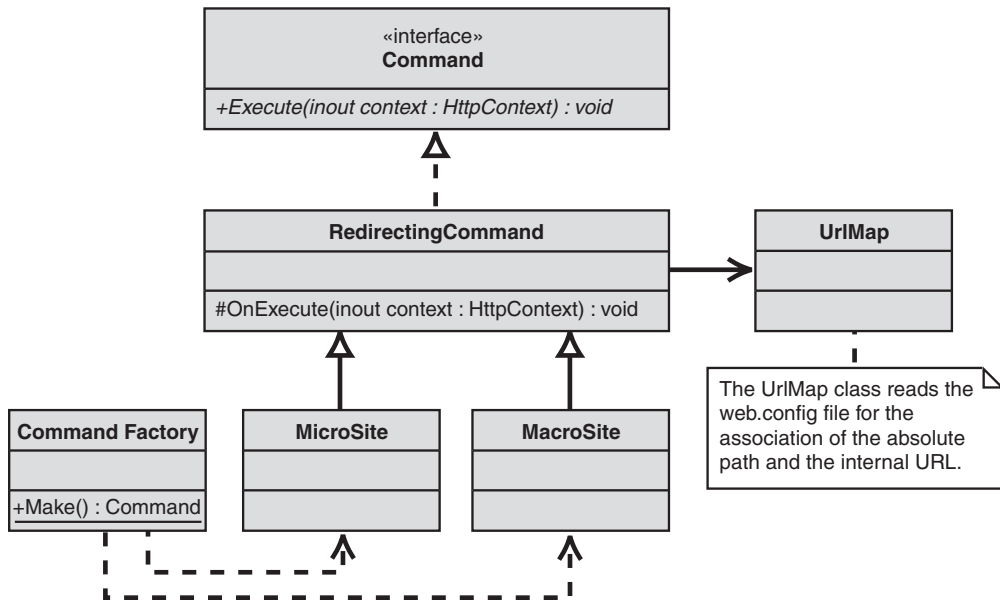 «interface»
Command
+Execute(inout context : HttpContext) : void
RedirectingCommand
#OnExecute(inout context : HttpContext) : void
UrlMap
The UrlMap class reads the
web.config file for the
association of the absolute
path and the internal URL.
Command Factory
+Make() : Command
MicroSite
MacroSite